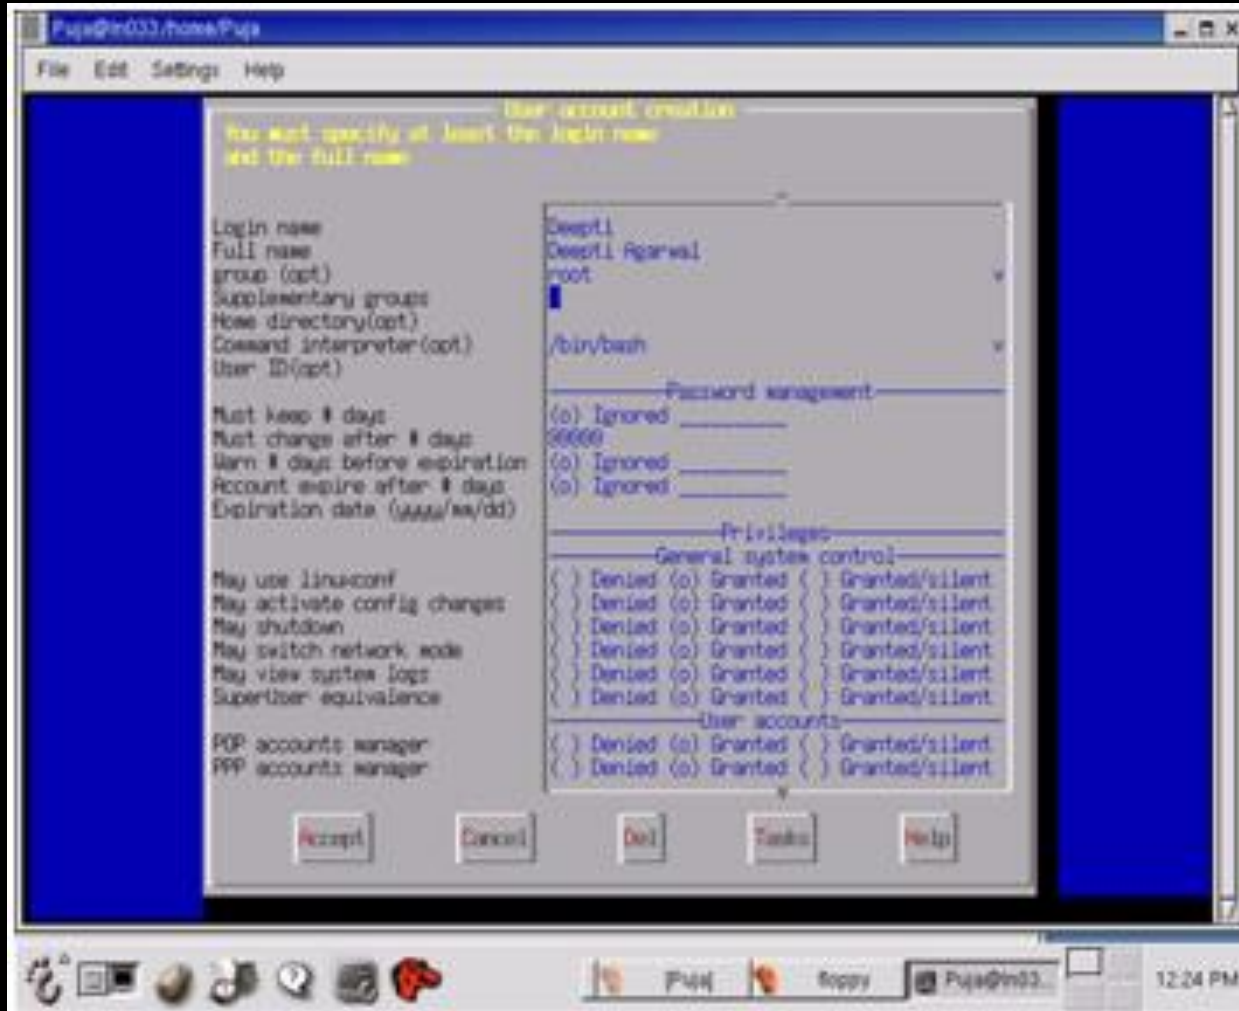 Puja@in033:/home/Puja
File Edit Settings Help
User account creation
You must specify at least the login name
and the full name
Login name Deepti
Full name Deepti Agarwal
group (opt) root v
Supplementary groups
Home directory(opt)
Command interpreter(opt) /bin/bash v
User ID(opt)
Password management
Must keep # days (o) Ignored
Must change after # days
Warn # days before expiration (o) Ignored
Account expire after # days (o) Ignored
Expiration date (yyyy/mm/dd)
Privileges
General system control
May use linuxconf ( ) Denied (o) Granted ( ) Granted/silent
May activate config changes ( ) Denied (o) Granted ( ) Granted/silent
May shutdown ( ) Denied (o) Granted ( ) Granted/silent
May switch network mode ( ) Denied (o) Granted ( ) Granted/silent
May view system logs ( ) Denied (o) Granted ( ) Granted/silent
SuperUser equivalence ( ) Denied (o) Granted ( ) Granted/silent
User accounts
POP accounts manager ( ) Denied (o) Granted ( ) Granted/silent
PPP accounts manager ( ) Denied (o) Granted ( ) Granted/silent
Accept Cancel Del Tasks Help
[Puja] floppy Puja@in03... 12:24 PM